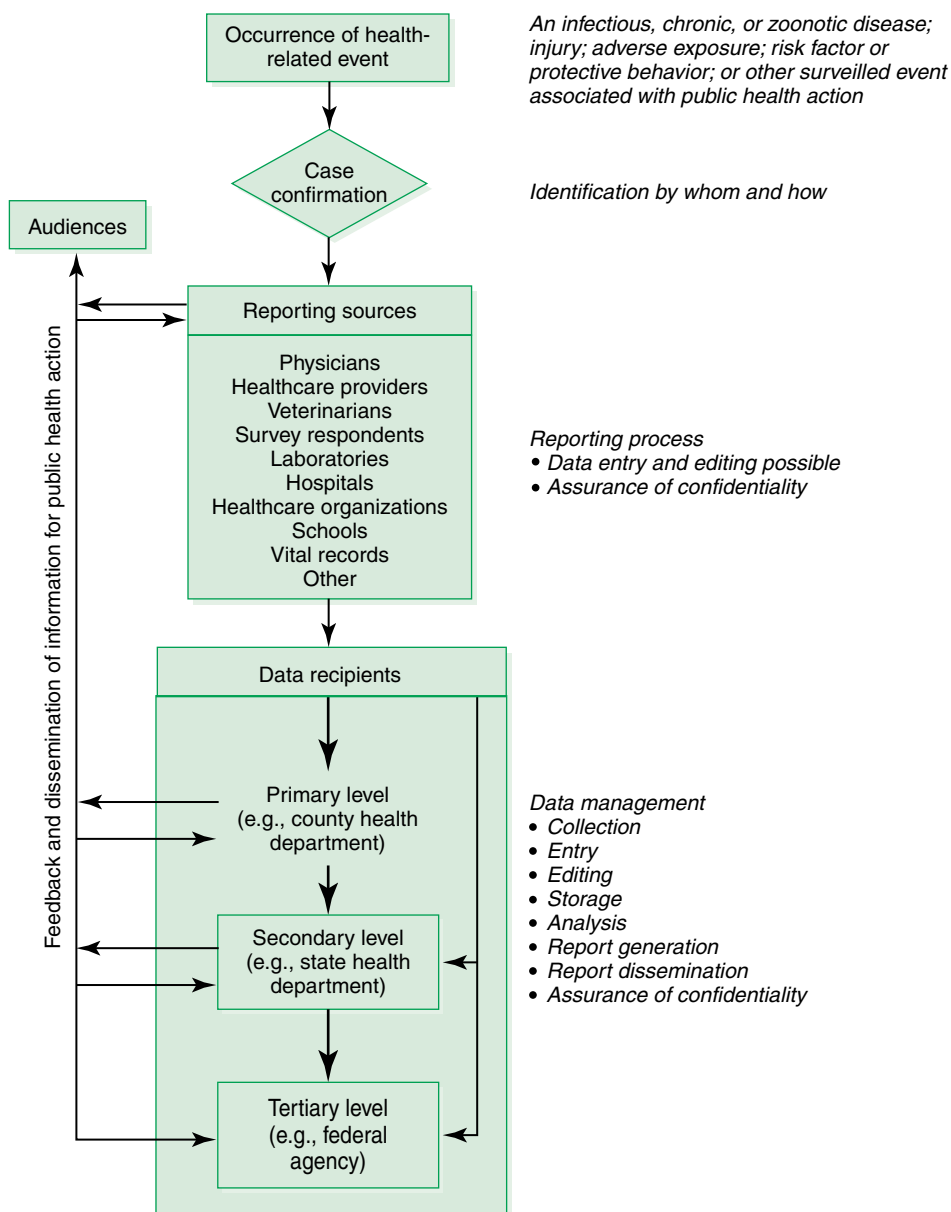 Occurrence of health-
related event
An infectious, chronic, or zoonotic disease;
injury; adverse exposure; risk factor or
protective behavior; or other surveilled event
associated with public health action
Case
confirmation
Identification by whom and how
Audiences
Feedback and dissemination of information for public health action
Reporting sources
Physicians
Healthcare providers
Veterinarians
Survey respondents
Laboratories
Hospitals
Healthcare organizations
Schools
Vital records
Other
Reporting process
• Data entry and editing possible
• Assurance of confidentiality
Data recipients
Primary level
(e.g., county health
department)
Secondary level
(e.g., state health
department)
Tertiary level
(e.g., federal
agency)
Data management
• Collection
• Entry
• Editing
• Storage
• Analysis
• Report generation
• Report dissemination
• Assurance of confidentiality